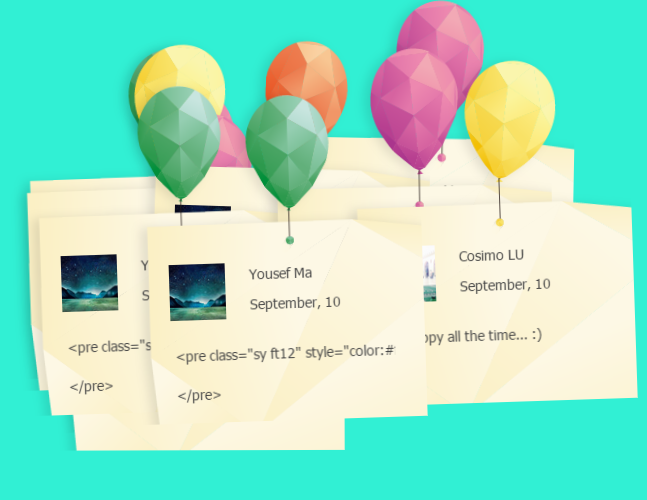 Yousef Ma
September, 10
<pre class="sy ft12" style="color:#
</pre>
Cosimo LU
September, 10
all the time... :)
Y
S
<pre class="s
</pre>